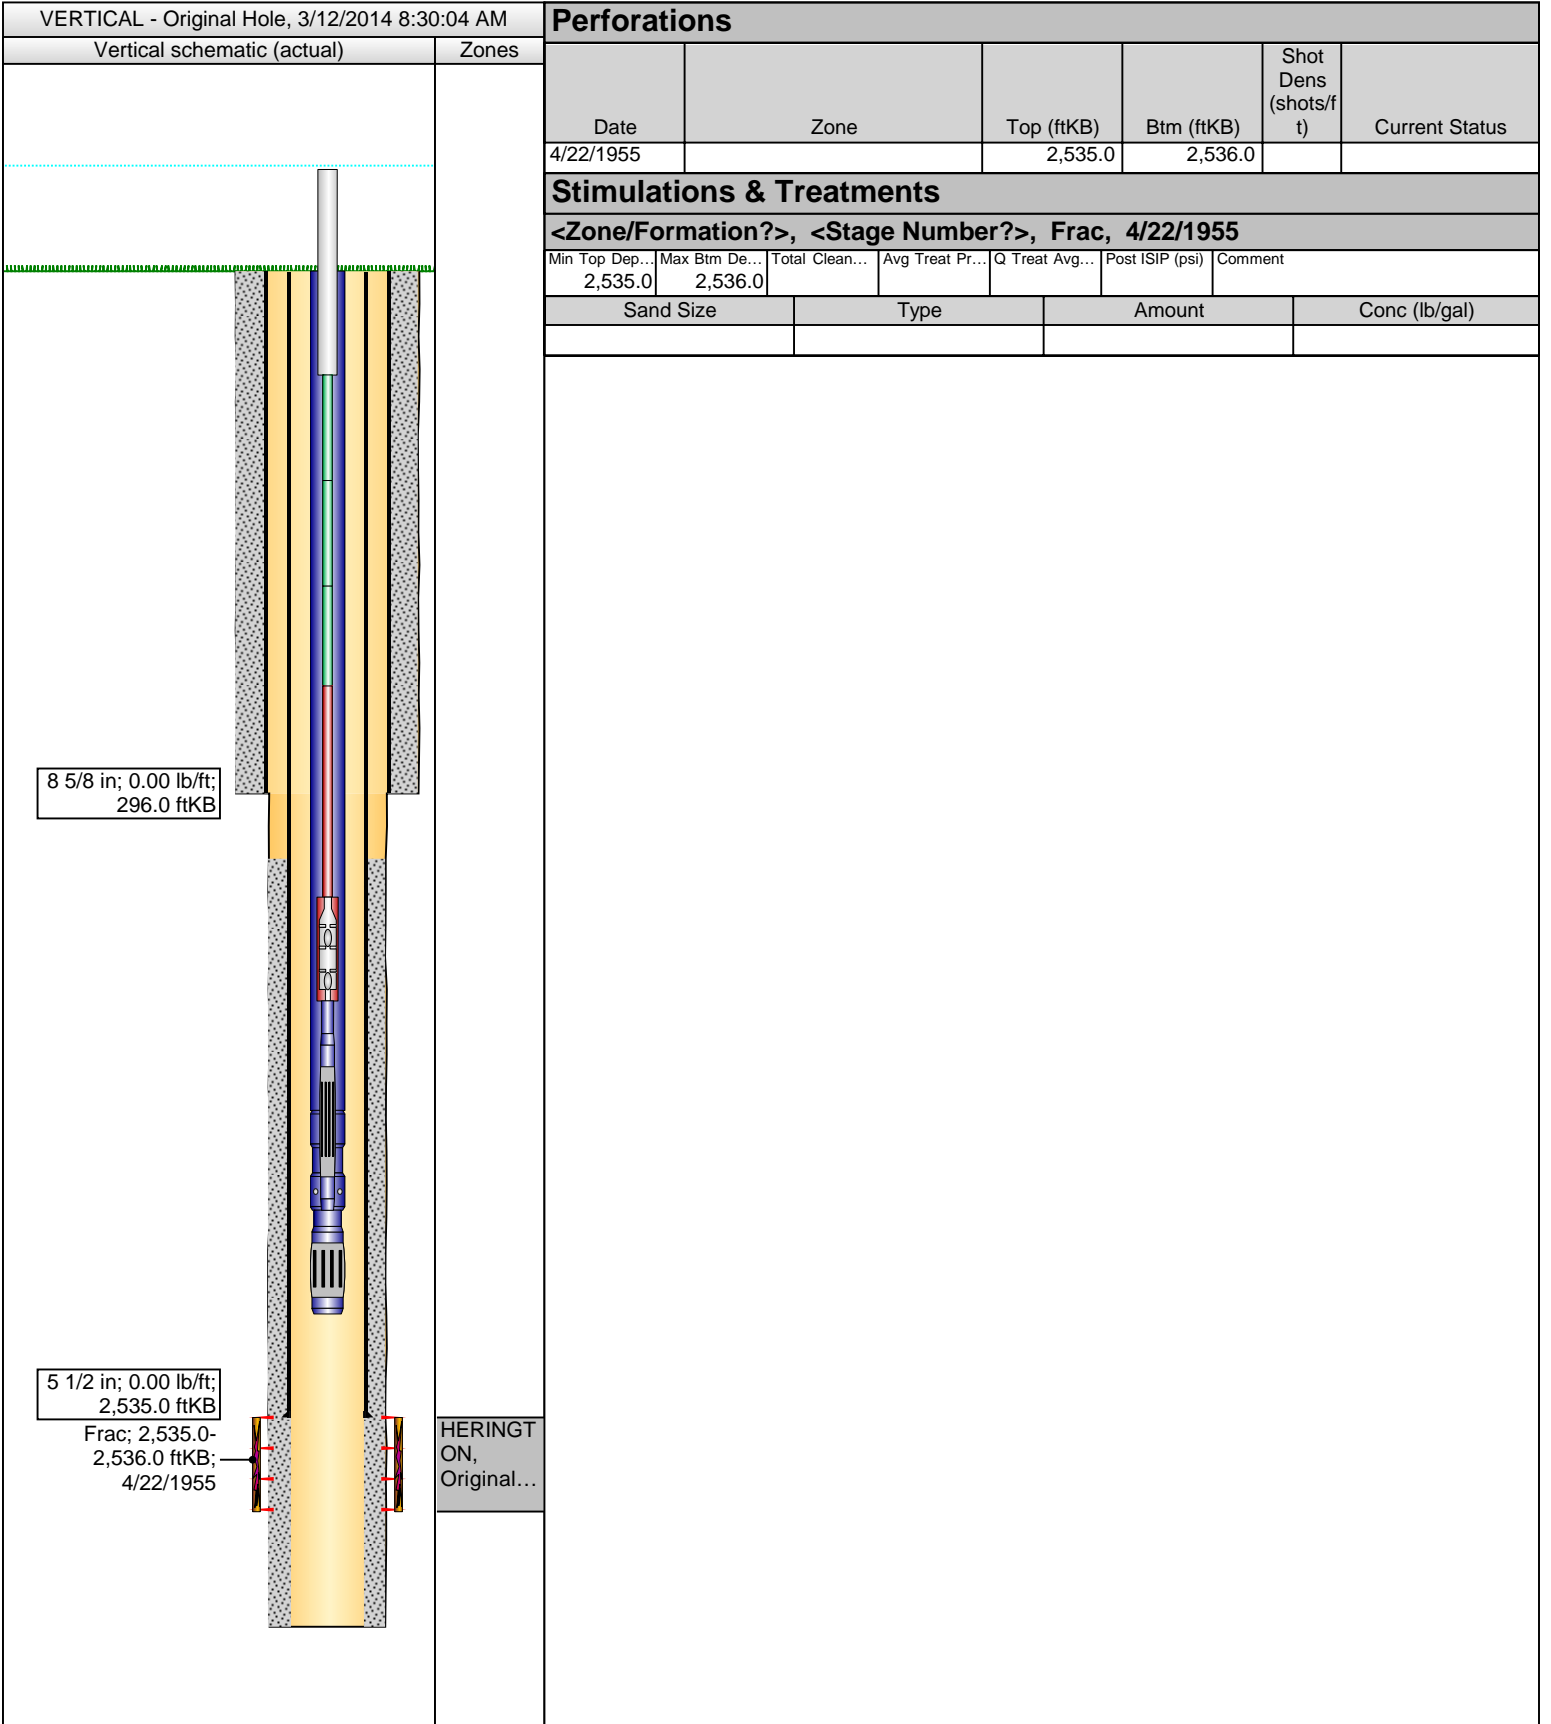 VERTICAL - Original Hole, 3/12/2014 8:30:04 AM
Vertical schematic (actual)
Zones
8 5/8 in; 0.00 lb/ft;
296.0 ftKB
5 1/2 in; 0.00 lb/ft;
2,535.0 ftKB
Frac; 2,535.0-
2,536.0 ftKB;
4/22/1955
HERINGT
ON,
Original…
Perforations
Date
Zone
Top (ftKB)
Btm (ftKB)
Shot
Dens
(shots/f
t)
Current Status
4/22/1955
2,535.0
2,536.0
Stimulations & Treatments
<Zone/Formation?>, <Stage Number?>, Frac, 4/22/1955
Min Top Dep…
Max Btm De…
Total Clean…
Avg Treat Pr…
Q Treat Avg…
Post ISIP (psi)
Comment
2,535.0
2,536.0
Sand Size
Type
Amount
Conc (lb/gal)